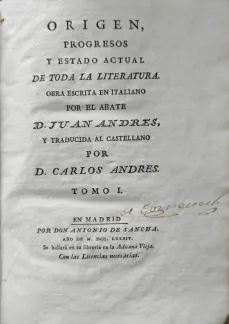 ORIGEN,
PROGRESOS
Y ESTADO ACTUAL
DE TODA LA LITERATURA.
OBRA ESCRITA EN ITALIANO
POR EL ABATE
D. JUAN ANDRES,
Y TRADUCIDA AL CASTELLANO
POR
D. CARLOS ANDRES.
TOMO I.
EN MADRID
POR DON ANTONIO DE SANCHA.
AÑO DE M. DCC. LXXXIV.
Se hallará en su librería en la Aduana Vieja.
Con las Licencias necesarias.